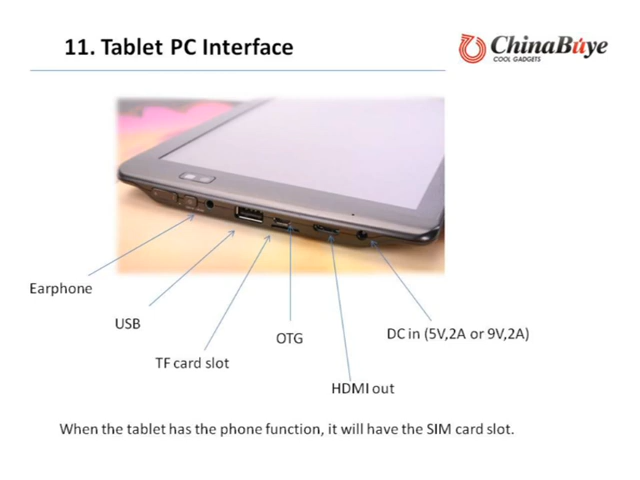 11. Tablet PC Interface
ChinaBuye
COOL GADGETS
Earphone
USB
TF card slot
OTG
HDMI out
DC in (5V,2A or 9V,2A)
When the tablet has the phone function, it will have the SIM card slot.